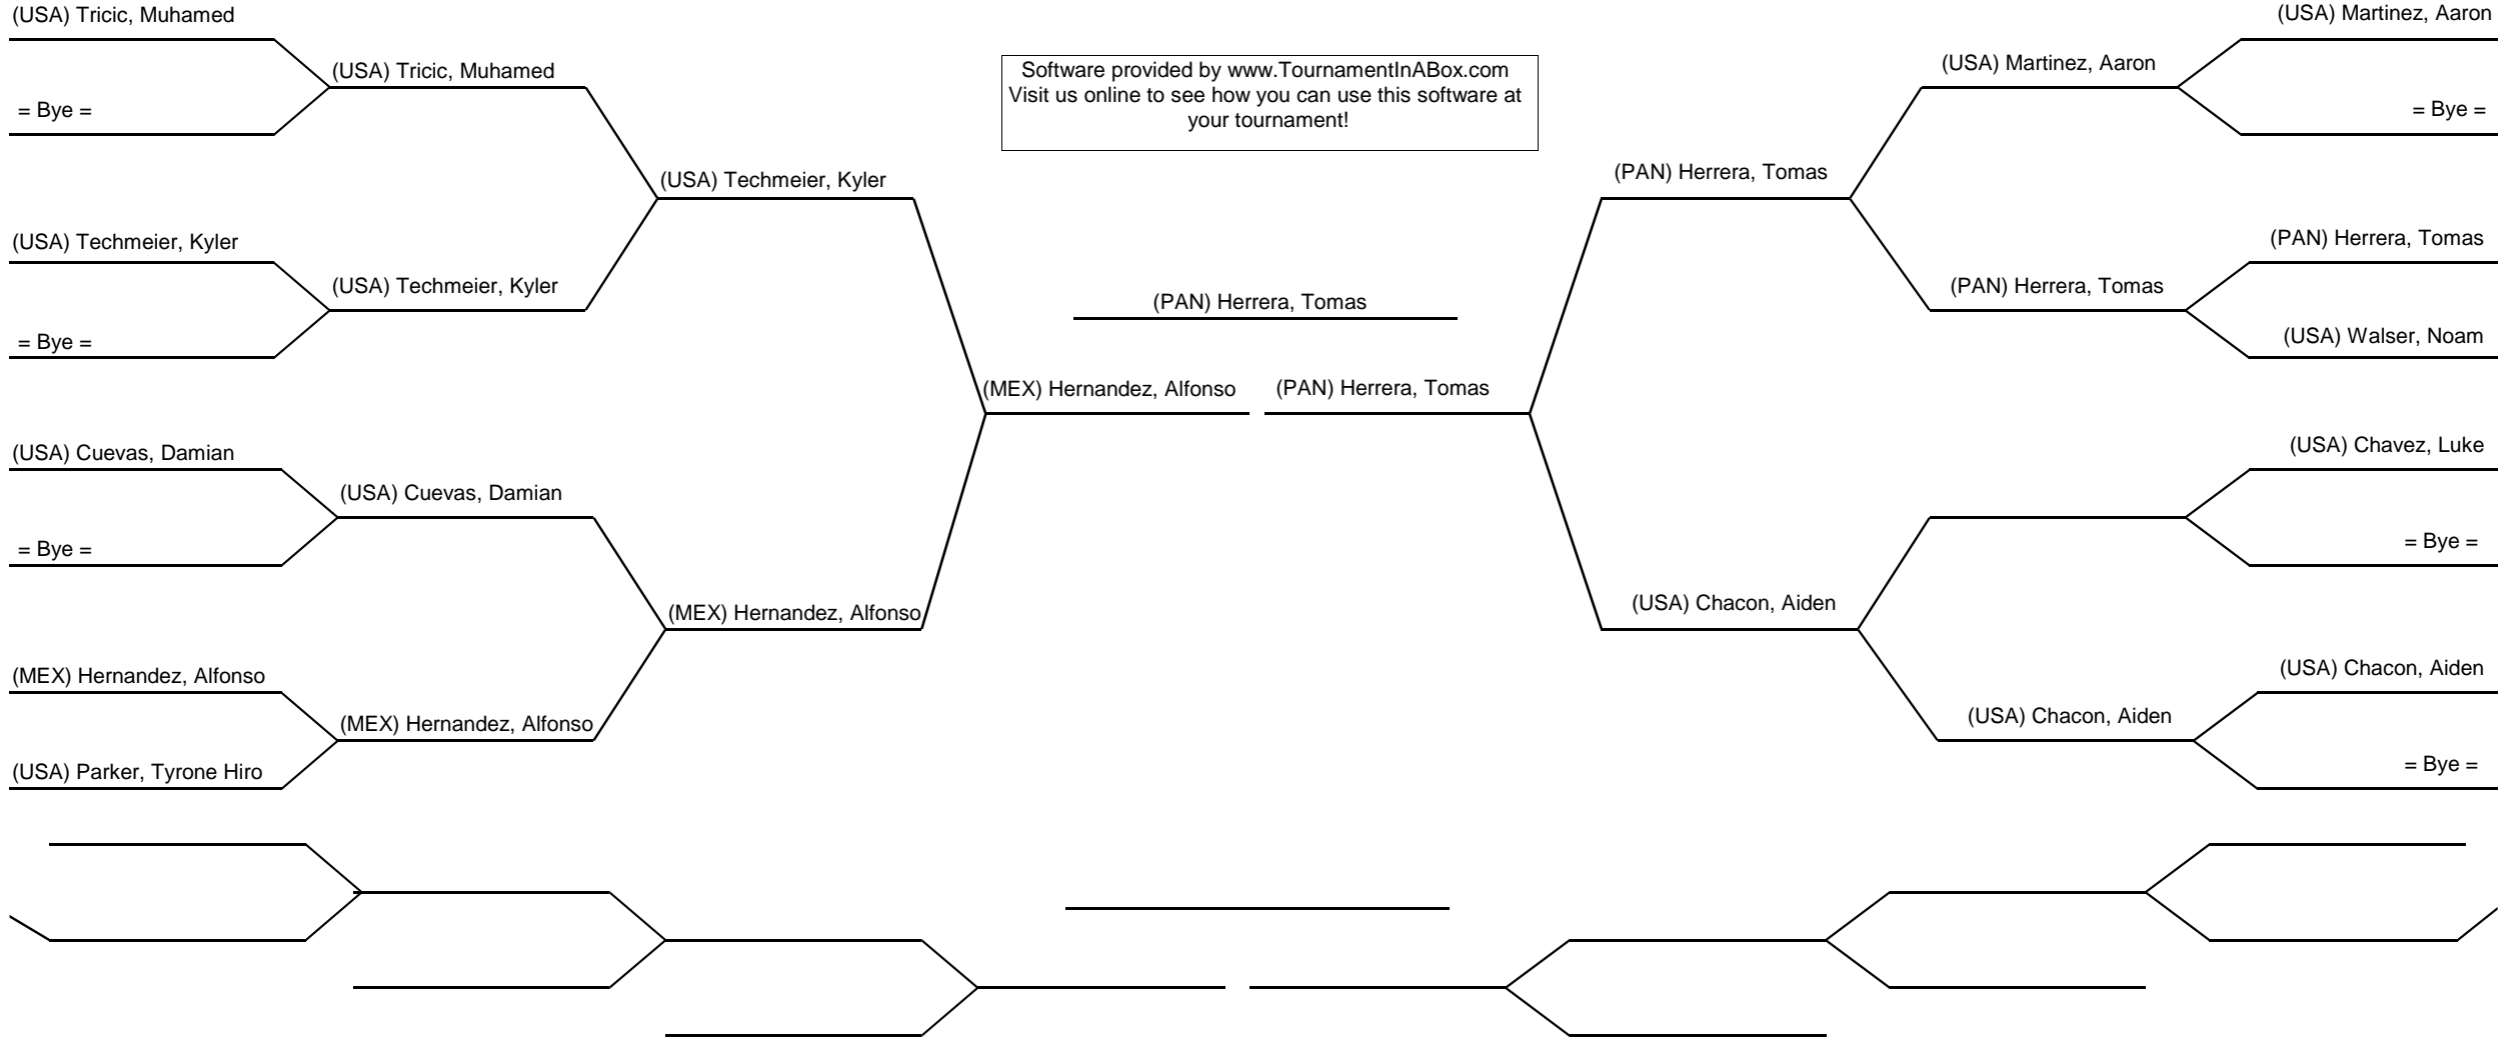 (USA) Tricic, Muhamed
(USA) Martinez, Aaron
(USA) Tricic, Muhamed
Software provided by www.TournamentInABox.com
Visit us online to see how you can use this software at
your tournament!
(USA) Martinez, Aaron
= Bye =
= Bye =
(USA) Techmeier, Kyler
(PAN) Herrera, Tomas
(USA) Techmeier, Kyler
(PAN) Herrera, Tomas
(USA) Techmeier, Kyler
(PAN) Herrera, Tomas
(PAN) Herrera, Tomas
= Bye =
(USA) Walser, Noam
(MEX) Hernandez, Alfonso
(PAN) Herrera, Tomas
(USA) Cuevas, Damian
(USA) Chavez, Luke
(USA) Cuevas, Damian
= Bye =
= Bye =
(MEX) Hernandez, Alfonso
(USA) Chacon, Aiden
(MEX) Hernandez, Alfonso
(USA) Chacon, Aiden
(MEX) Hernandez, Alfonso
(USA) Chacon, Aiden
(USA) Parker, Tyrone Hiro
= Bye =